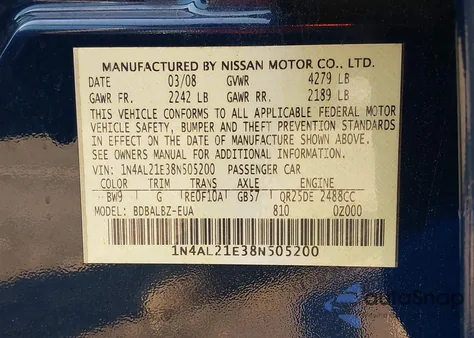 MANUFACTURED BY NISSAN MOTOR CO., LTD.
DATE 03/08 GVWR 4279 LB
GAWR FR. 2242 LB GAWR RR. 2189 LB
THIS VEHICLE CONFORMS TO ALL APPLICABLE FEDERAL MOTOR
VEHICLE SAFETY, BUMPER AND THEFT PREVENTION STANDARDS
IN EFFECT ON THE DATE OF MANUFACTURE SHOWN ABOVE.
SEE OWNERS MANUAL FOR ADDITIONAL INFORMATION.
VIN: 1N4AL21E38N505200 PASSENGER CAR
COLOR TRIM TRANS AXLE ENGINE
BW9 G RE0F10A GB57 QR25DE 2488CC
MODEL: BDBALBZ-EUA 810 02000
1N4AL21E38N505200
autoSnap